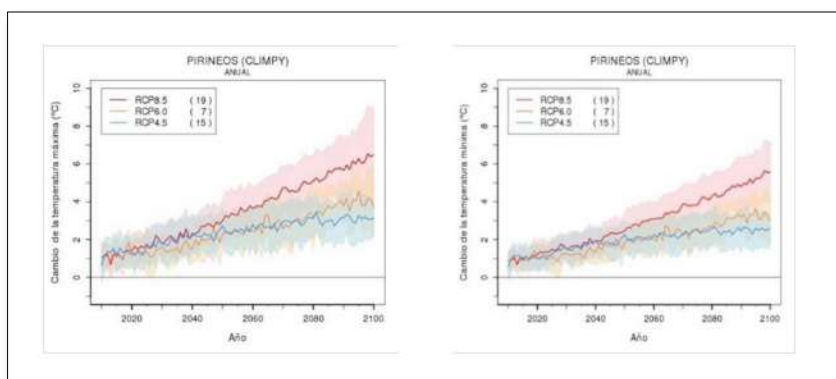 PIRINEOS (CLIMPY)
ANUAL
Cambio de la temperatura máxima (ºC)
10
8
6
4
2
0
RCP8.5 ( 19 )
RCP6.0 ( 7 )
RCP4.5 ( 15 )
2020 2040 2060 2080 2100
Año
PIRINEOS (CLIMPY)
ANUAL
Cambio de la temperatura mínima (ºC)
10
8
6
4
2
0
RCP8.5 ( 19 )
RCP6.0 ( 7 )
RCP4.5 ( 15 )
2020 2040 2060 2080 2100
Año